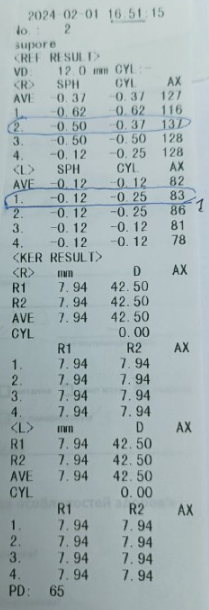 2024-02-01 16:51:15
No. : 2
supore
<REF RESULT>
VD: 12.0 mm CYL:-
<R> SPH CYL AX
AVE -0.37 -0.37 127
1. -0.62 -0.62 116
2. -0.50 -0.37 137
3. -0.50 -0.50 128
4. -0.12 -0.25 128
<L> SPH CYL AX
AVE -0.12 -0.12 82
1. -0.12 -0.25 83
2. -0.12 -0.25 86
3. -0.12 -0.12 81
4. -0.12 -0.12 78
<KER RESULT>
<R> mm D AX
R1 7.94 42.50
R2 7.94 42.50
AVE 7.94 42.50
CYL 0.00
R1 R2 AX
1. 7.94 7.94
2. 7.94 7.94
3. 7.94 7.94
4. 7.94 7.94
<L> mm D AX
R1 7.94 42.50
R2 7.94 42.50
AVE 7.94 42.50
CYL 0.00
R1 R2 AX
1. 7.94 7.94
2. 7.94 7.94
3. 7.94 7.94
4. 7.94 7.94
PD: 65